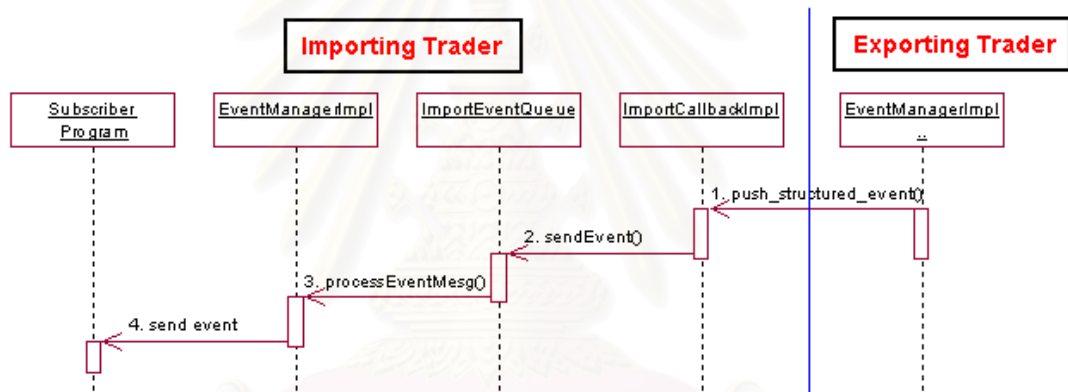 Importing Trader
Exporting Trader
Subscriber
Program
EventManagerImpl
ImportEventQueue
ImportCallbackImpl
EventManagerImpl
..
1. push_structured_event()
2. sendEvent()
3. processEventMesg()
4. send event